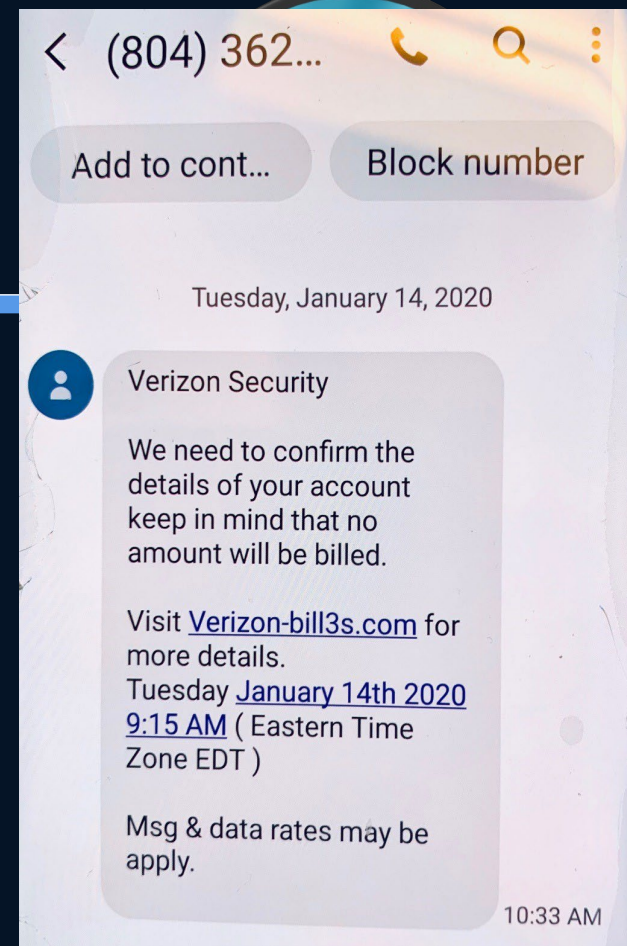 (804) 362...
Add to cont...
Block number
Tuesday, January 14, 2020
Verizon Security
We need to confirm the
details of your account
keep in mind that no
amount will be billed.
Visit Verizon-bill3s.com for
more details.
Tuesday January 14th 2020
9:15 AM ( Eastern Time
Zone EDT )
Msg & data rates may be
apply.
10:33 AM